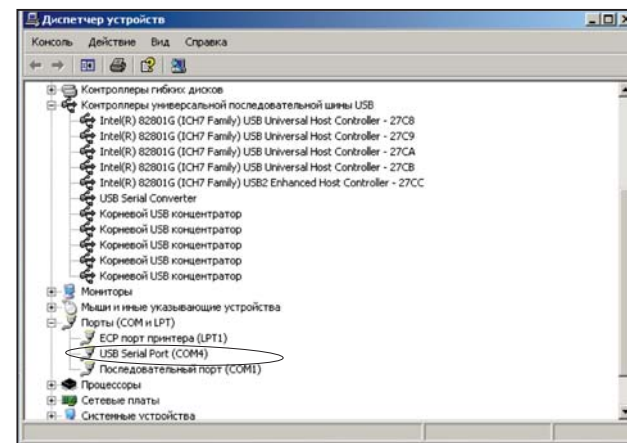 Диспетчер устройств
Консоль Действие Вид Справка
Контроллеры гибких дисков
Контроллеры универсальной последовательной шины USB
Intel(R) 82801G (ICH7 Family) USB Universal Host Controller - 27C8
Intel(R) 82801G (ICH7 Family) USB Universal Host Controller - 27C9
Intel(R) 82801G (ICH7 Family) USB Universal Host Controller - 27CA
Intel(R) 82801G (ICH7 Family) USB Universal Host Controller - 27CB
Intel(R) 82801G (ICH7 Family) USB2 Enhanced Host Controller - 27CC
USB Serial Converter
Корневой USB концентратор
Корневой USB концентратор
Корневой USB концентратор
Корневой USB концентратор
Корневой USB концентратор
Мониторы
Мыши и иные указывающие устройства
Порты (COM и LPT)
ECP порт принтера (LPT1)
USB Serial Port (COM4)
Последовательный порт (COM1)
Процессоры
Сетевые платы
Системные устройства